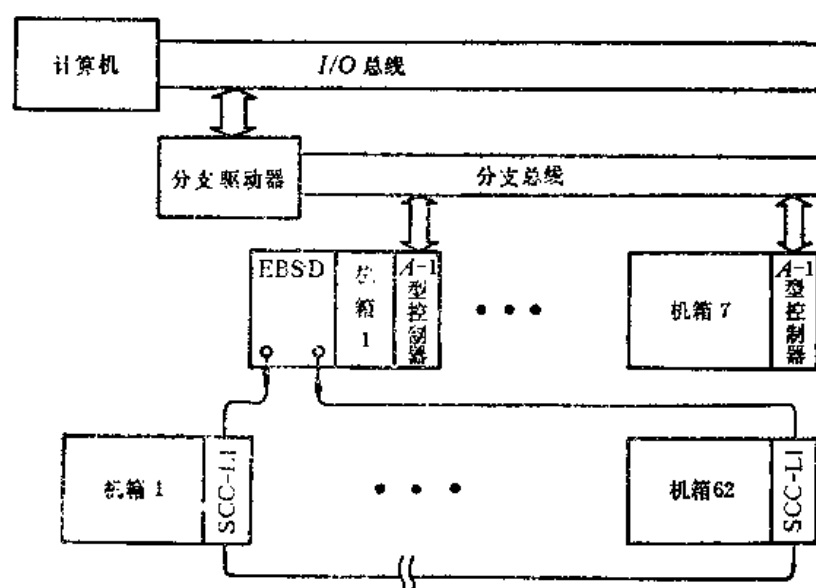 计算机
I/O 总线
分支驱动器
分支总线
EBSD
机箱1
A-1型控制器
机箱7
A-1型控制器
机箱1
SCC-L1
机箱62
SCC-L1